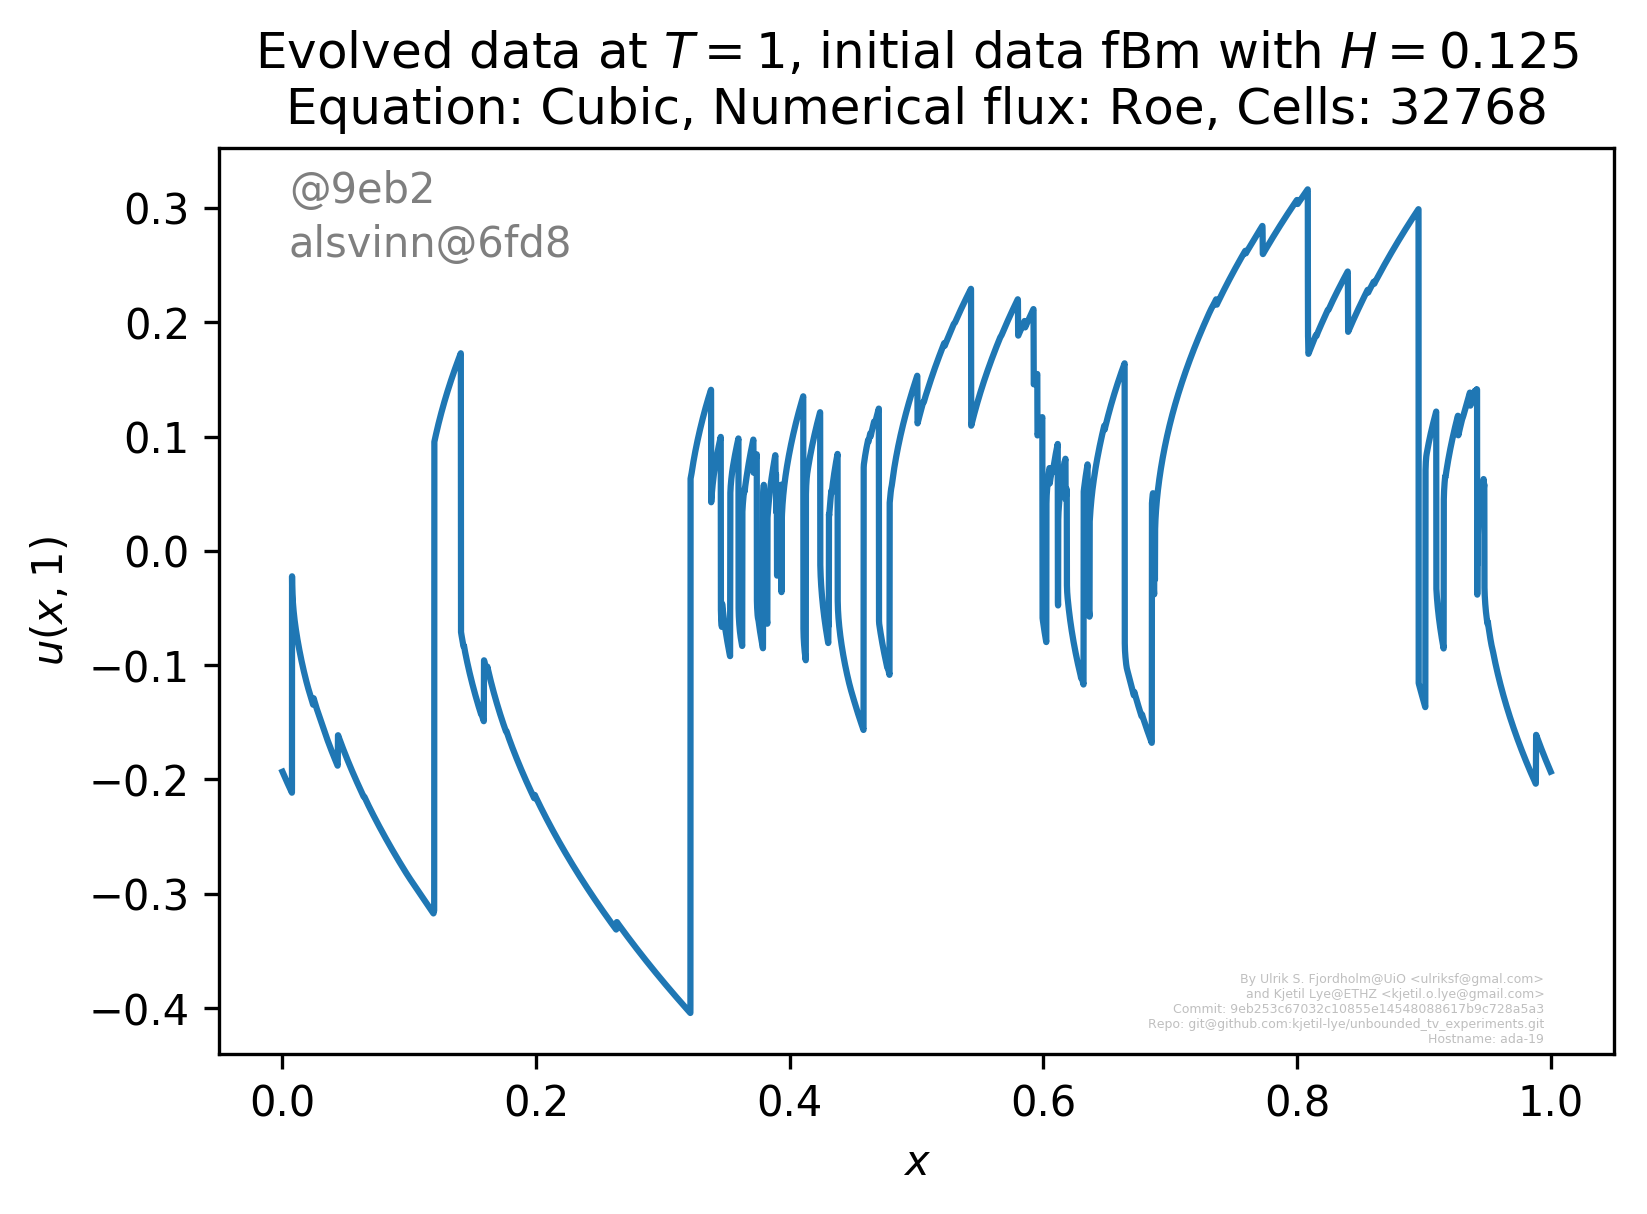 Evolved data at T = 1, initial data fBm with H = 0.125
Equation: Cubic, Numerical flux: Roe, Cells: 32768
@9eb2
alsvinn@6fd8
0.3
0.2
0.1
0.0
−0.1
−0.2
−0.3
−0.4
u(x, 1)
By Ulrik S. Fjordholm@UiO <ulriksf@gmal.com>
and Kjetil Lye@ETHZ <kjetil.o.lye@gmail.com>
Commit: 9eb253c67032c10855e14548088617b9c728a5a3
Repo: git@github.com:kjetil-lye/unbounded_tv_experiments.git
Hostname: ada-19
0.0 0.2 0.4 0.6 0.8 1.0
x